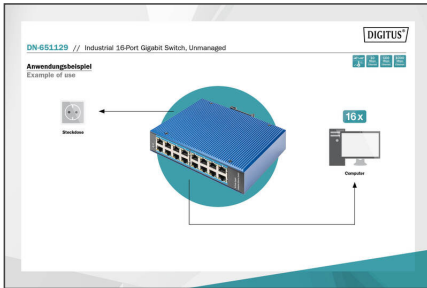 DIGITUS®
DN-651129 // Industrial 16-Port Gigabit Switch, Unmanaged
Anwendungsbeispiel
Example of use
16 x
Steckdose
Computer